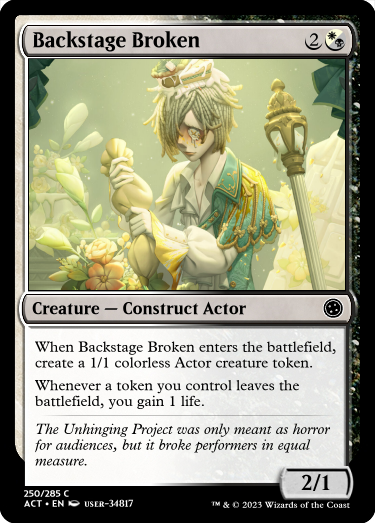 Backstage Broken 2
Creature — Construct Actor
When Backstage Broken enters the battlefield,
create a 1/1 colorless Actor creature token.
Whenever a token you control leaves the
battlefield, you gain 1 life.
The Unhinging Project was only meant as horror
for audiences, but it broke performers in equal
measure.
2/1
250/285 C
ACT • EN USER-34817
™ & © 2023 Wizards of the Coast